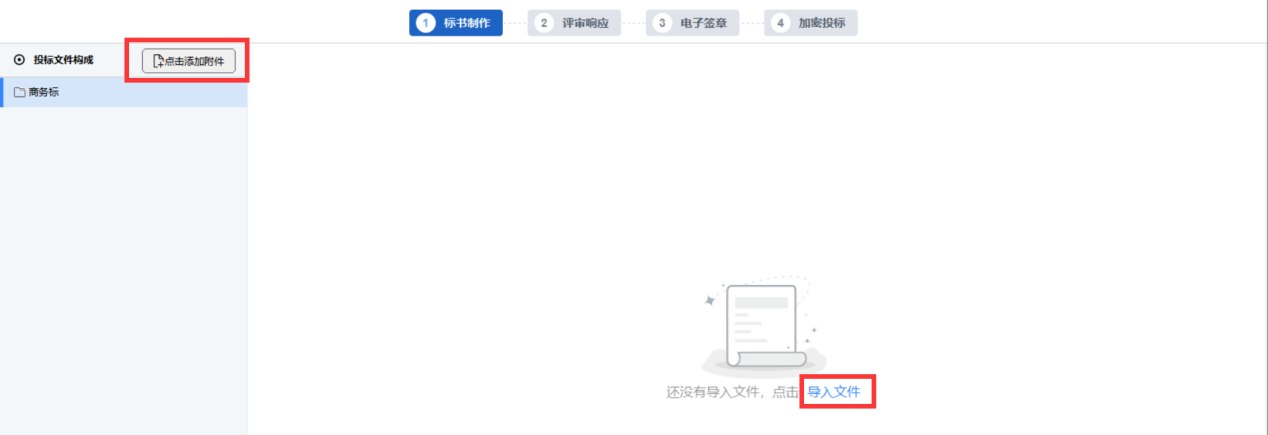 1 标书制作 2 评审响应 3 电子签章 4 加密投标
投标文件构成 点击添加附件
商务标
还没有导入文件，点击 导入文件